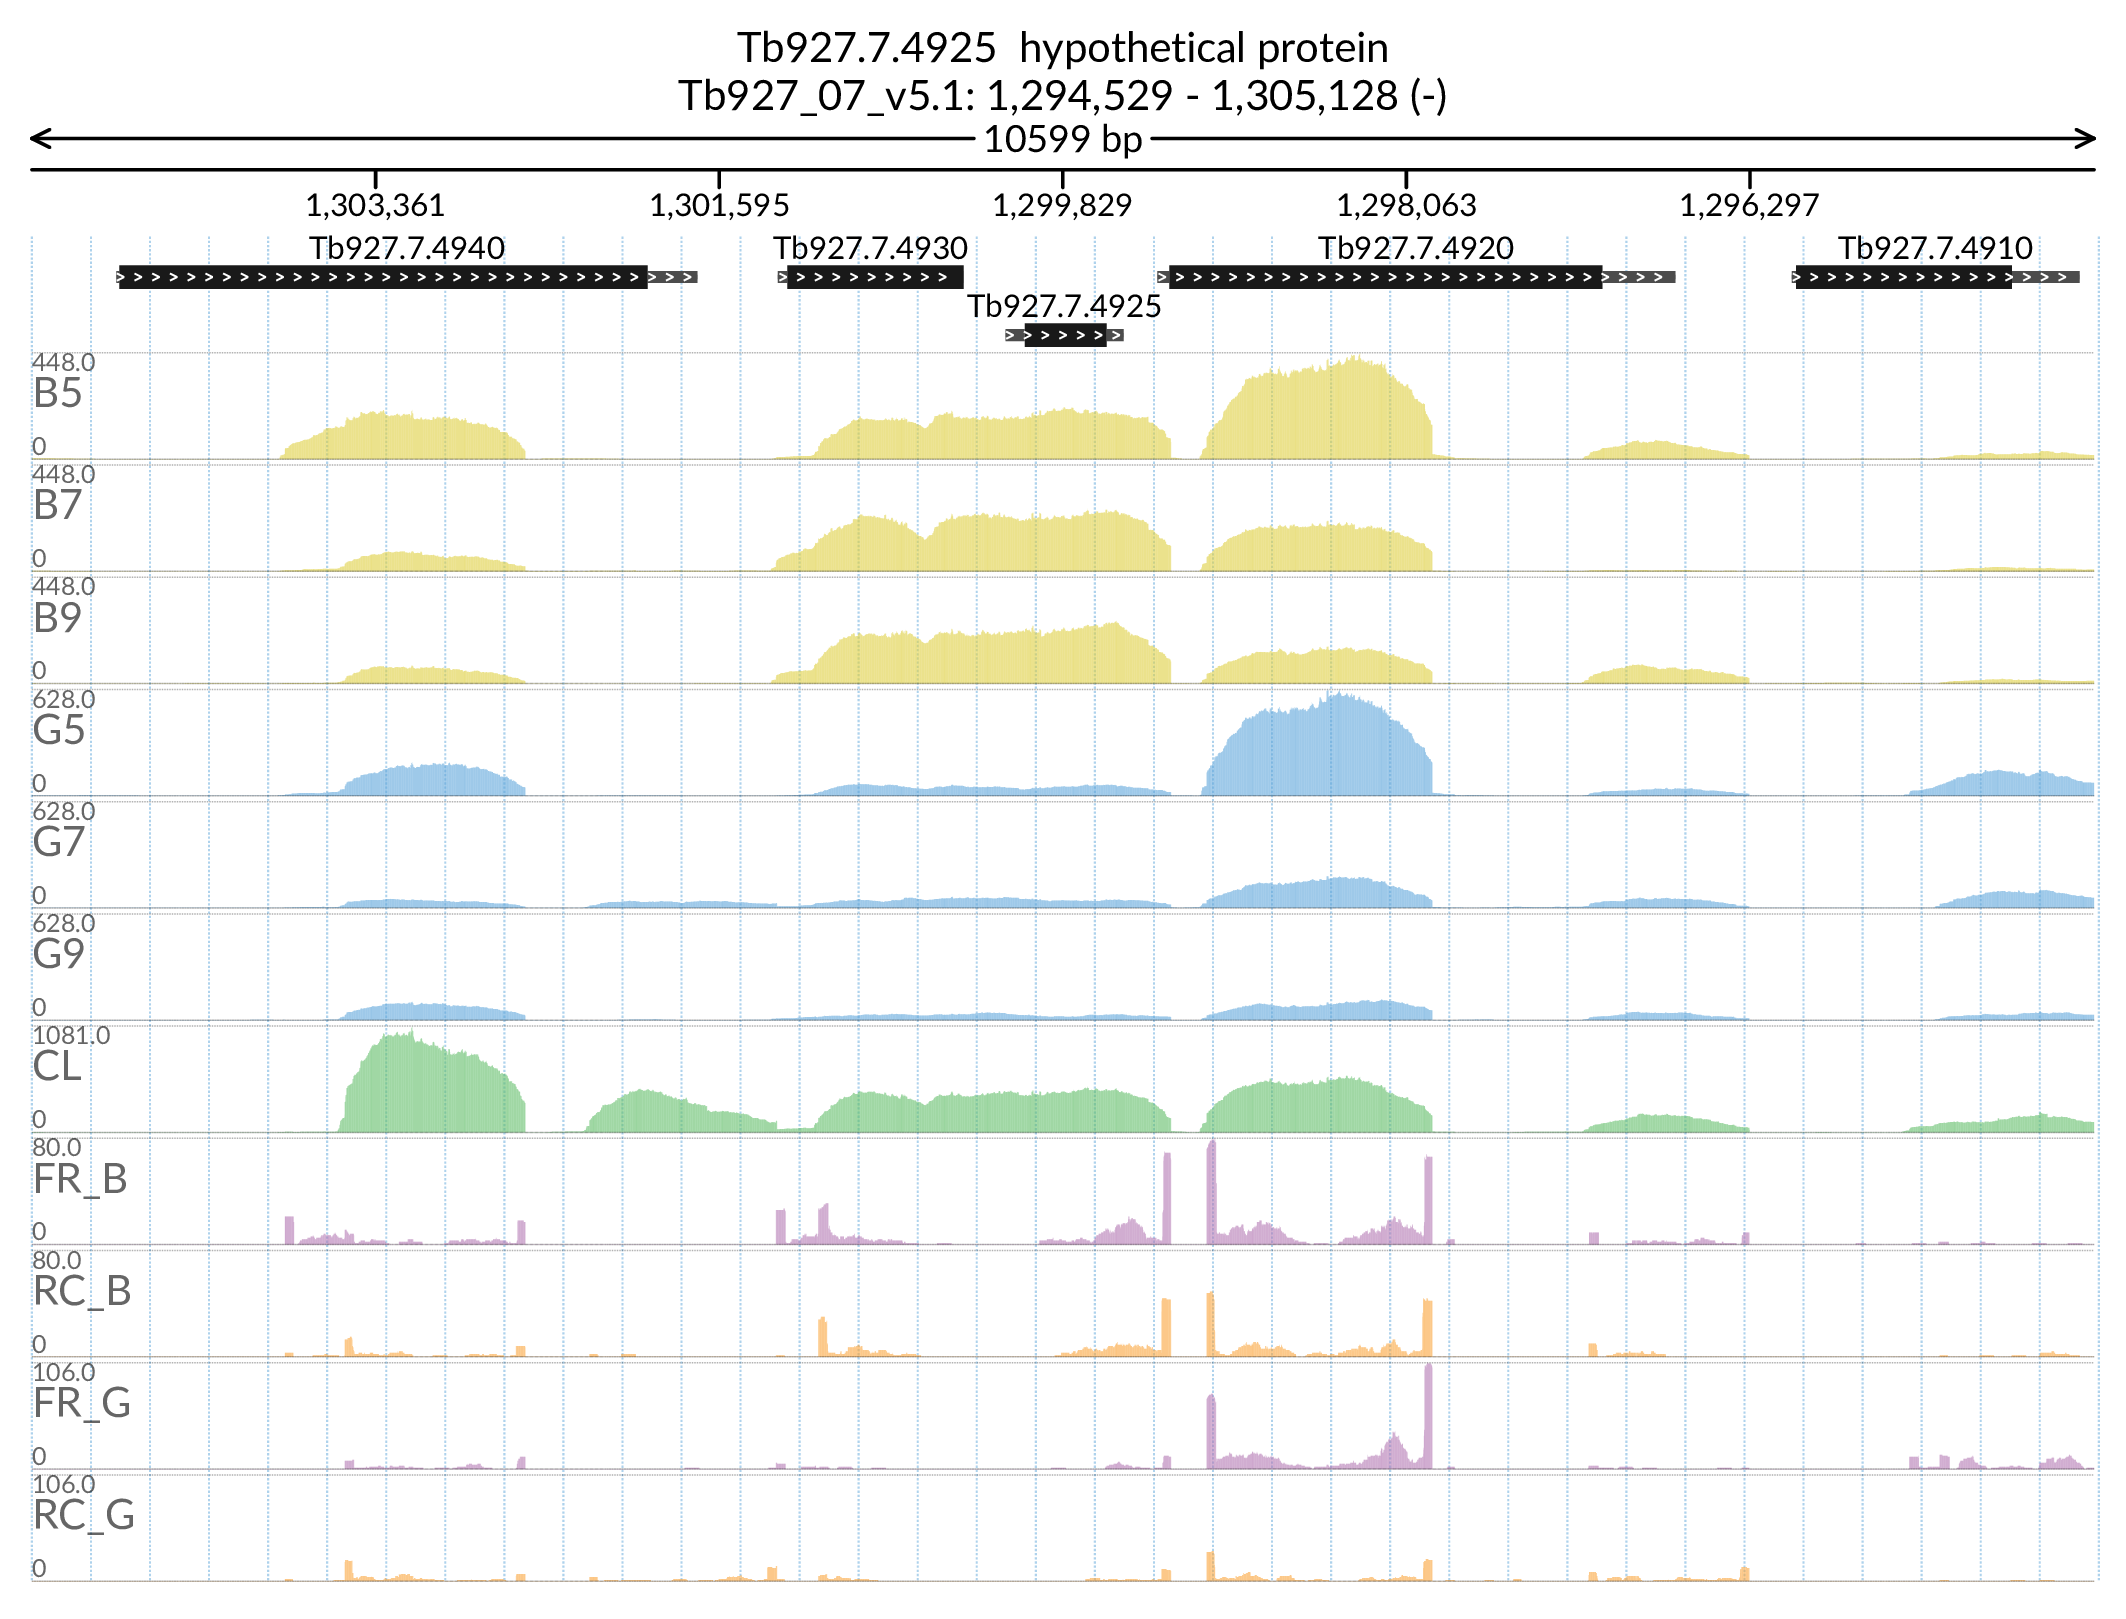 Tb927.7.4925  hypothetical protein
Tb927_07_v5.1: 1,294,529 - 1,305,128 (-)
10599 bp
1,303,361 1,301,595 1,299,829 1,298,063 1,296,297
Tb927.7.4940 Tb927.7.4930 Tb927.7.4920 Tb927.7.4910
Tb927.7.4925
448.0
B5
0
448.0
B7
0
448.0
B9
0
628.0
G5
0
628.0
G7
0
628.0
G9
0
1081.0
CL
0
80.0
FR_B
0
80.0
RC_B
0
106.0
FR_G
0
106.0
RC_G
0